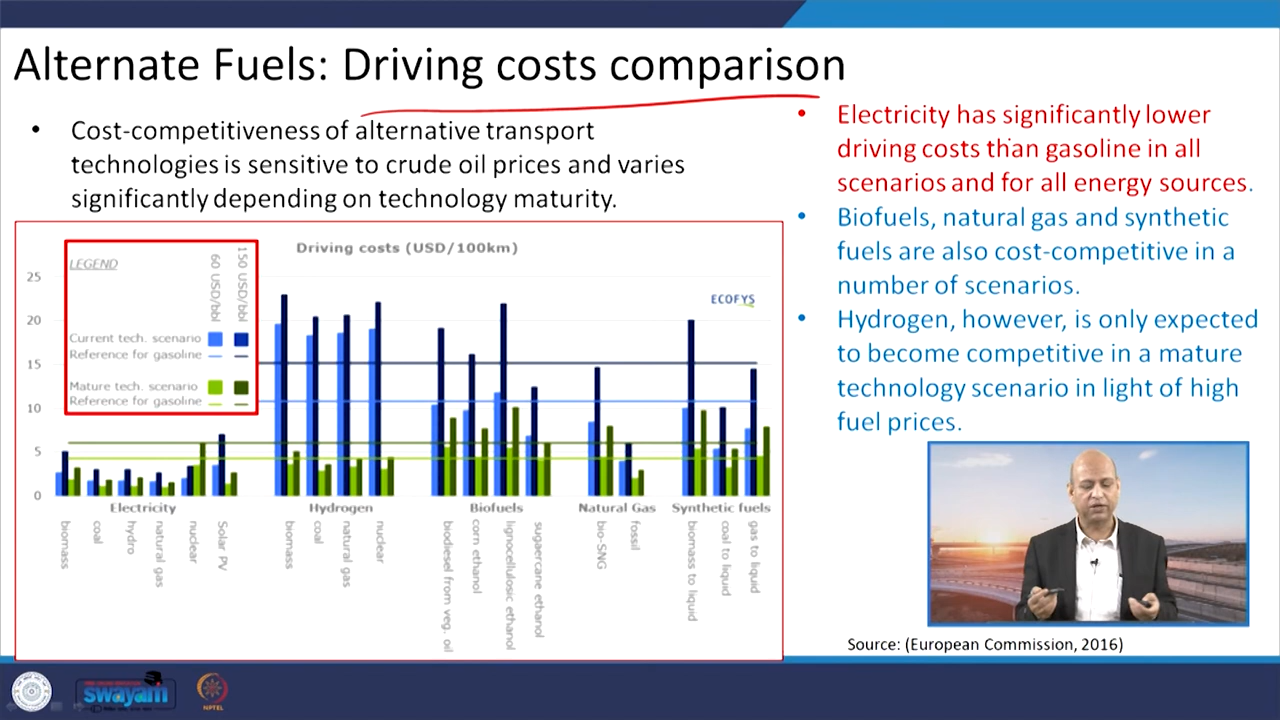 Alternate Fuels: Driving costs comparison
• Cost-competitiveness of alternative transport
technologies is sensitive to crude oil prices and varies
significantly depending on technology maturity.
Driving costs (USD/100km)
LEGEND
60 USD/bbl
150 USD/bbl
Current tech. scenario
Reference for gasoline
Mature tech. scenario
Reference for gasoline
ECOFYS
25
20
15
10
5
0
Electricity
Hydrogen
Biofuels
Natural Gas
Synthetic fuels
biomass
coal
hydro
natural gas
nuclear
Solar PV
biomass
coal
natural gas
nuclear
biodiesel from veg. oil
corn ethanol
lignocellulosic ethanol
sugaercane ethanol
bio-SNG
fossil
biomass to liquid
coal to liquid
gas to liquid
• Electricity has significantly lower
driving costs than gasoline in all
scenarios and for all energy sources.
• Biofuels, natural gas and synthetic
fuels are also cost-competitive in a
number of scenarios.
• Hydrogen, however, is only expected
to become competitive in a mature
technology scenario in light of high
fuel prices.
Source: (European Commission, 2016)
swayam
NPTEL